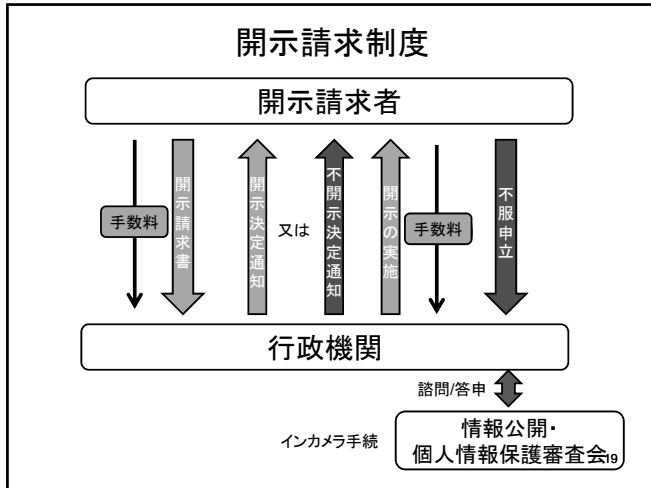 開示請求制度
開示請求者
手数料
開示請求書
開示決定通知
又は
不開示決定通知
開示の実施
手数料
不服申立
行政機関
諮問/答申
インカメラ手続
情報公開・
個人情報保護審査会
19